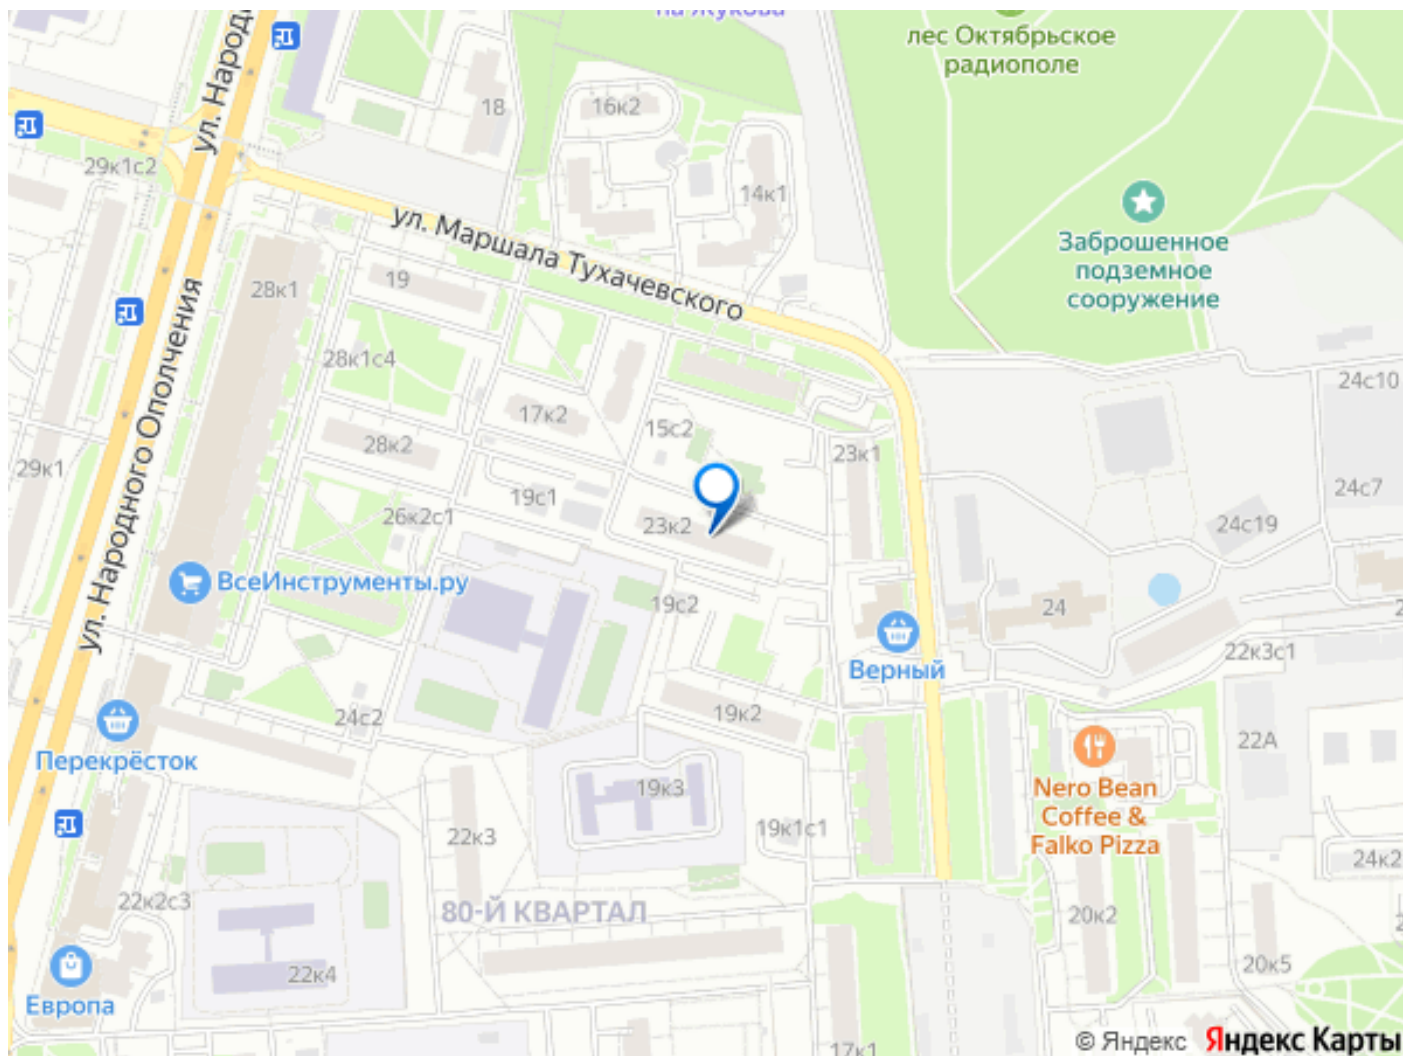 на Жукова
лес Октябрьское
радиополе
ул. Народ
18
16к2
29к1с2
14к1
ул. Маршала Тухачевского
Заброшенное
подземное
сооружение
19
28к1
ул. Народного Ополчения
28к1с4
24с10
17к2
15с2
28к2
23к1
29к1
24с7
19с1
26к2с1
23к2
24с19
ВсеИнструменты.ру
19с2
24
Верный
22к3с1
24с2
19к2
Перекрёсток
22А
Nero Bean
Coffee &
Falko Pizza
19к3
22к3
19к1с1
24к2
22к2с3
80-Й КВАРТАЛ
20к2
22к4
20к5
Европа
17к1
© Яндекс Яндекс Карты